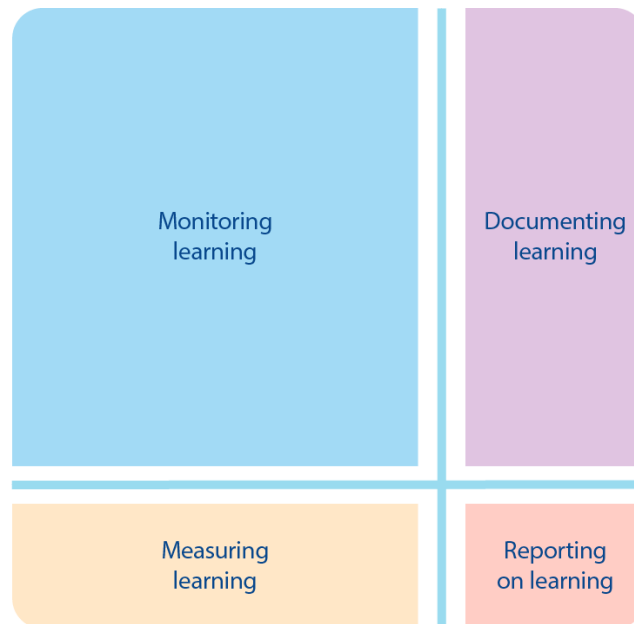 Monitoring
learning
Documenting
learning
Measuring
learning
Reporting
on learning